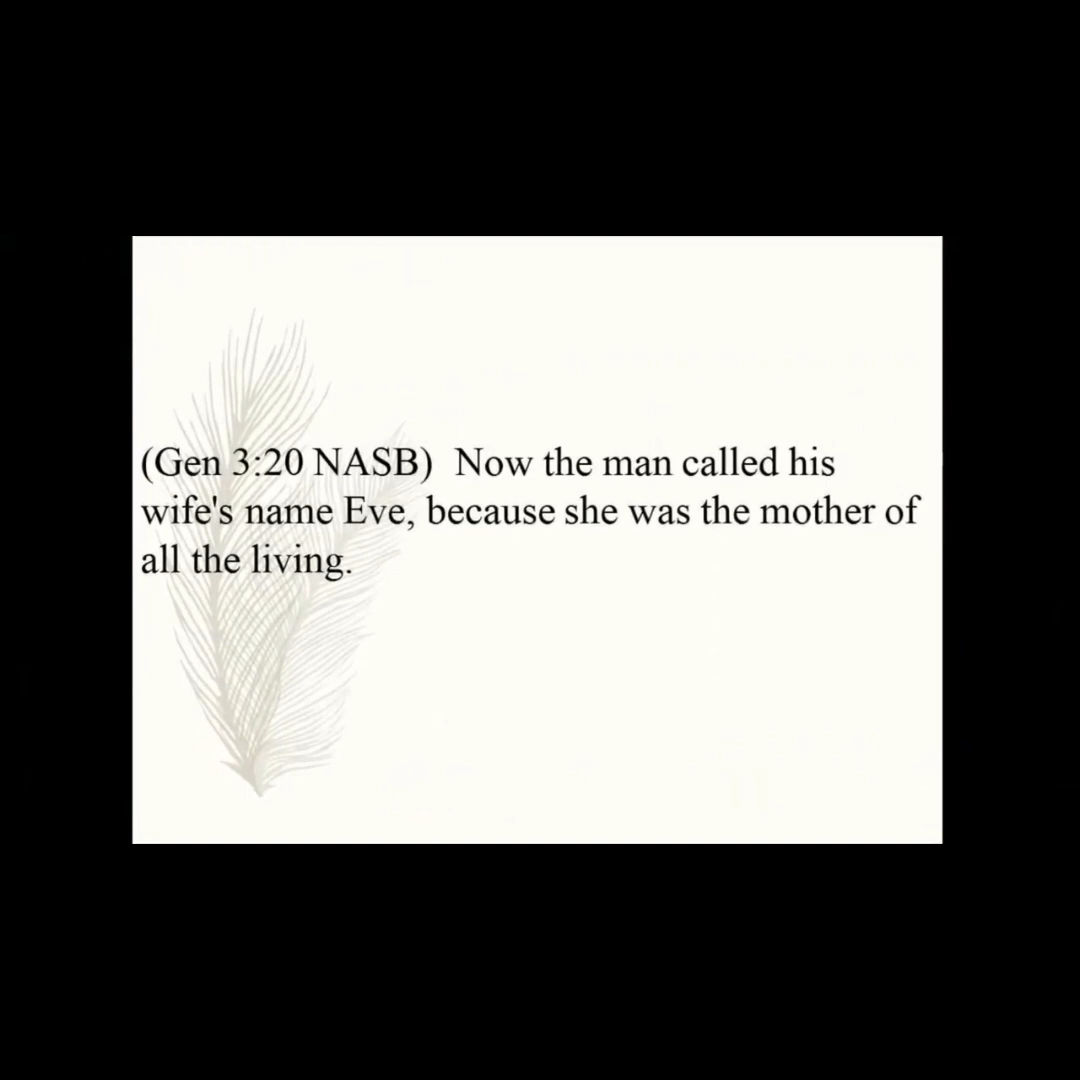 (Gen 3:20 NASB)  Now the man called his
wife's name Eve, because she was the mother of
all the living.